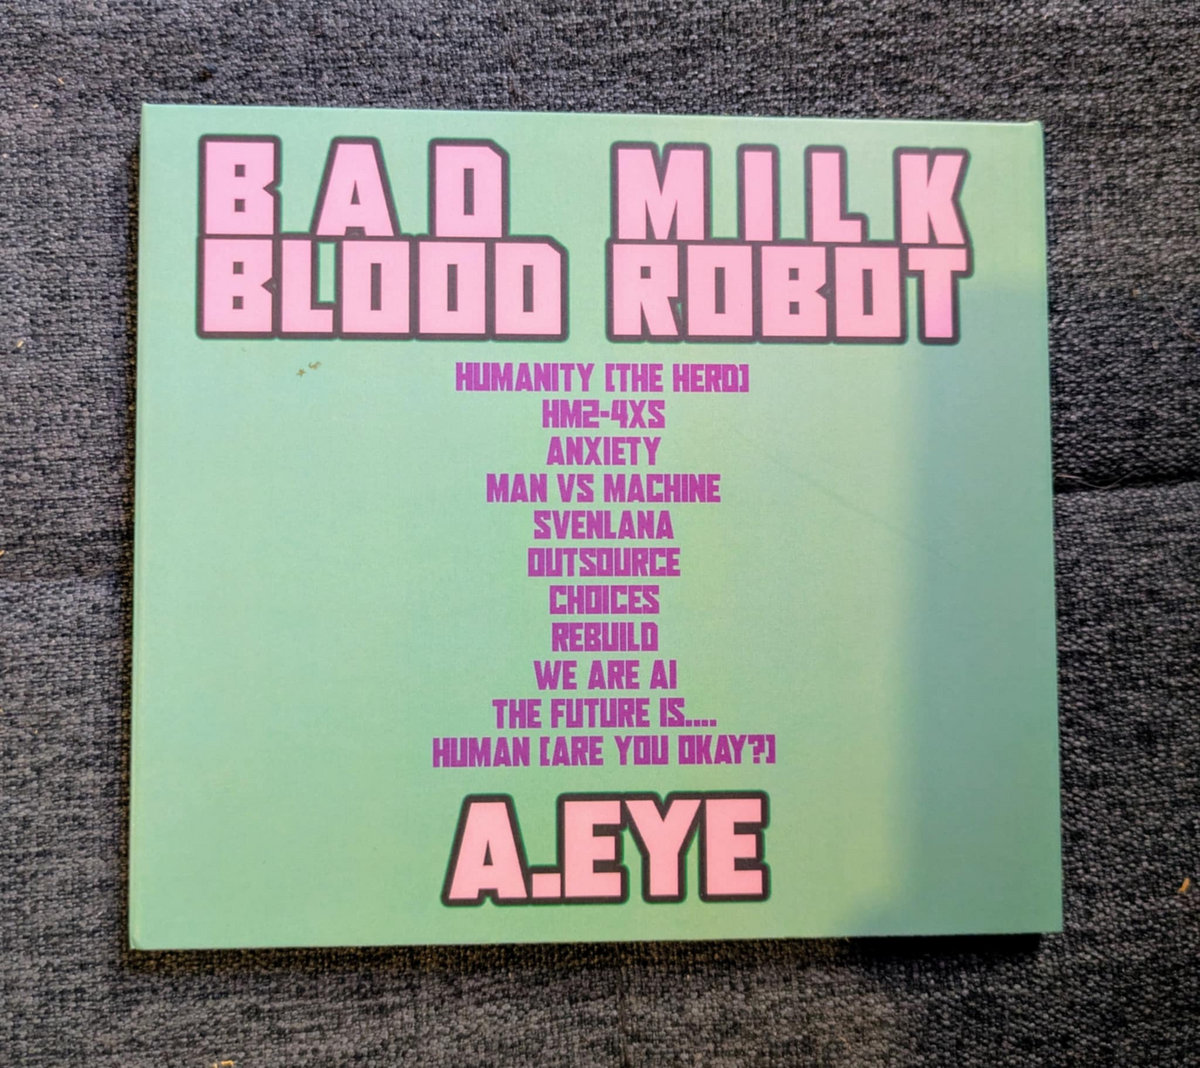 BAD MILK
BLOOD ROBOT
HUMANITY [THE HERD]
HM2-4XS
ANXIETY
MAN VS MACHINE
SVENLANA
OUTSOURCE
CHOICES
REBUILD
WE ARE AI
THE FUTURE IS....
HUMAN [ARE YOU OKAY?]
A.EYE